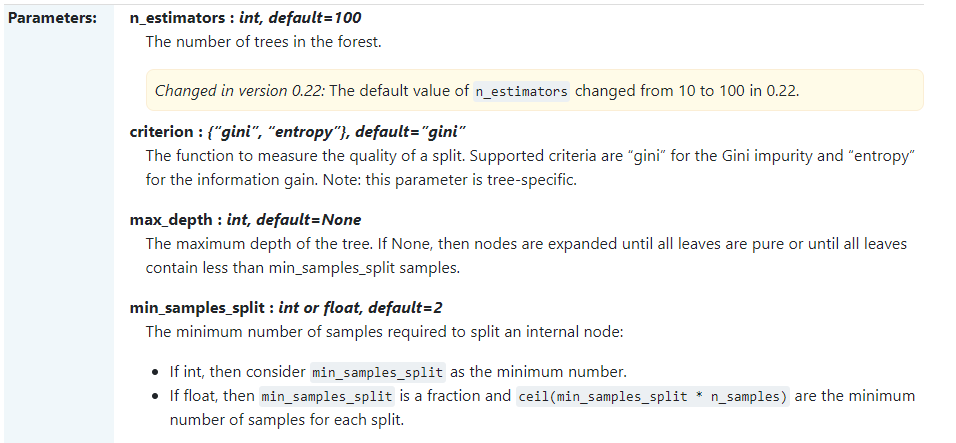 Parameters:
n_estimators : int, default=100
The number of trees in the forest.
Changed in version 0.22: The default value of n_estimators changed from 10 to 100 in 0.22.
criterion : {“gini”, “entropy”}, default=”gini”
The function to measure the quality of a split. Supported criteria are “gini” for the Gini impurity and “entropy”
for the information gain. Note: this parameter is tree-specific.
max_depth : int, default=None
The maximum depth of the tree. If None, then nodes are expanded until all leaves are pure or until all leaves
contain less than min_samples_split samples.
min_samples_split : int or float, default=2
The minimum number of samples required to split an internal node:
• If int, then consider min_samples_split as the minimum number.
• If float, then min_samples_split is a fraction and ceil(min_samples_split * n_samples) are the minimum
number of samples for each split.